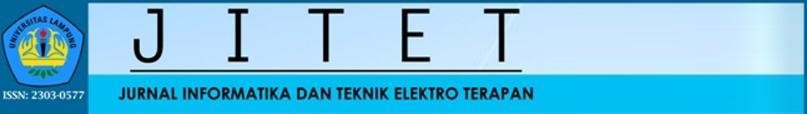 UNIVERSITAS LAMPUNG
ISSN: 2303-0577
J I T E T
JURNAL INFORMATIKA DAN TEKNIK ELEKTRO TERAPAN